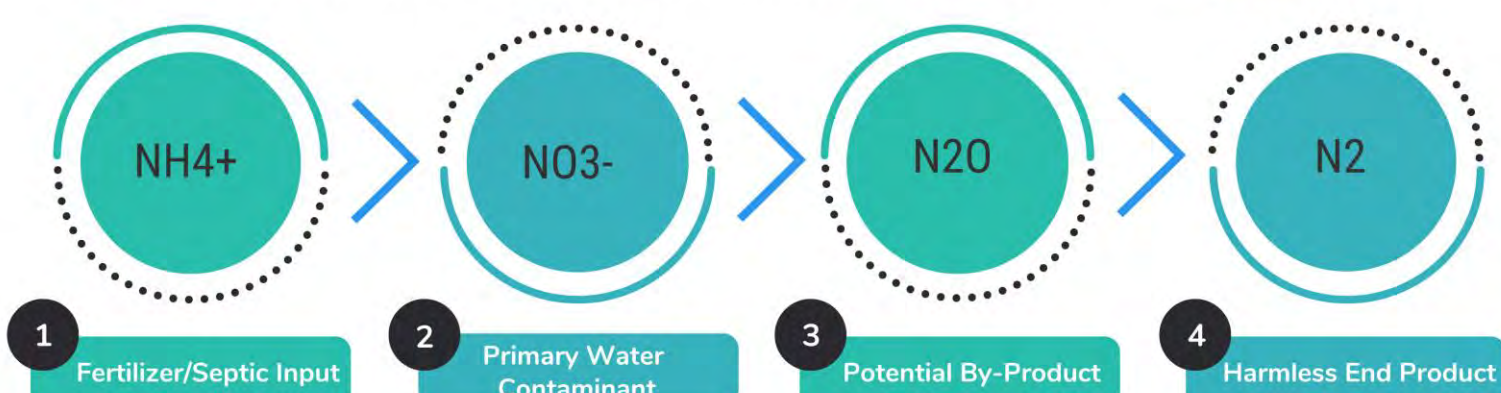 NH4+
NO3-
N2O
N2
1
Fertilizer/Septic Input
2
Primary Water
Contaminant
3
Potential By-Product
4
Harmless End Product